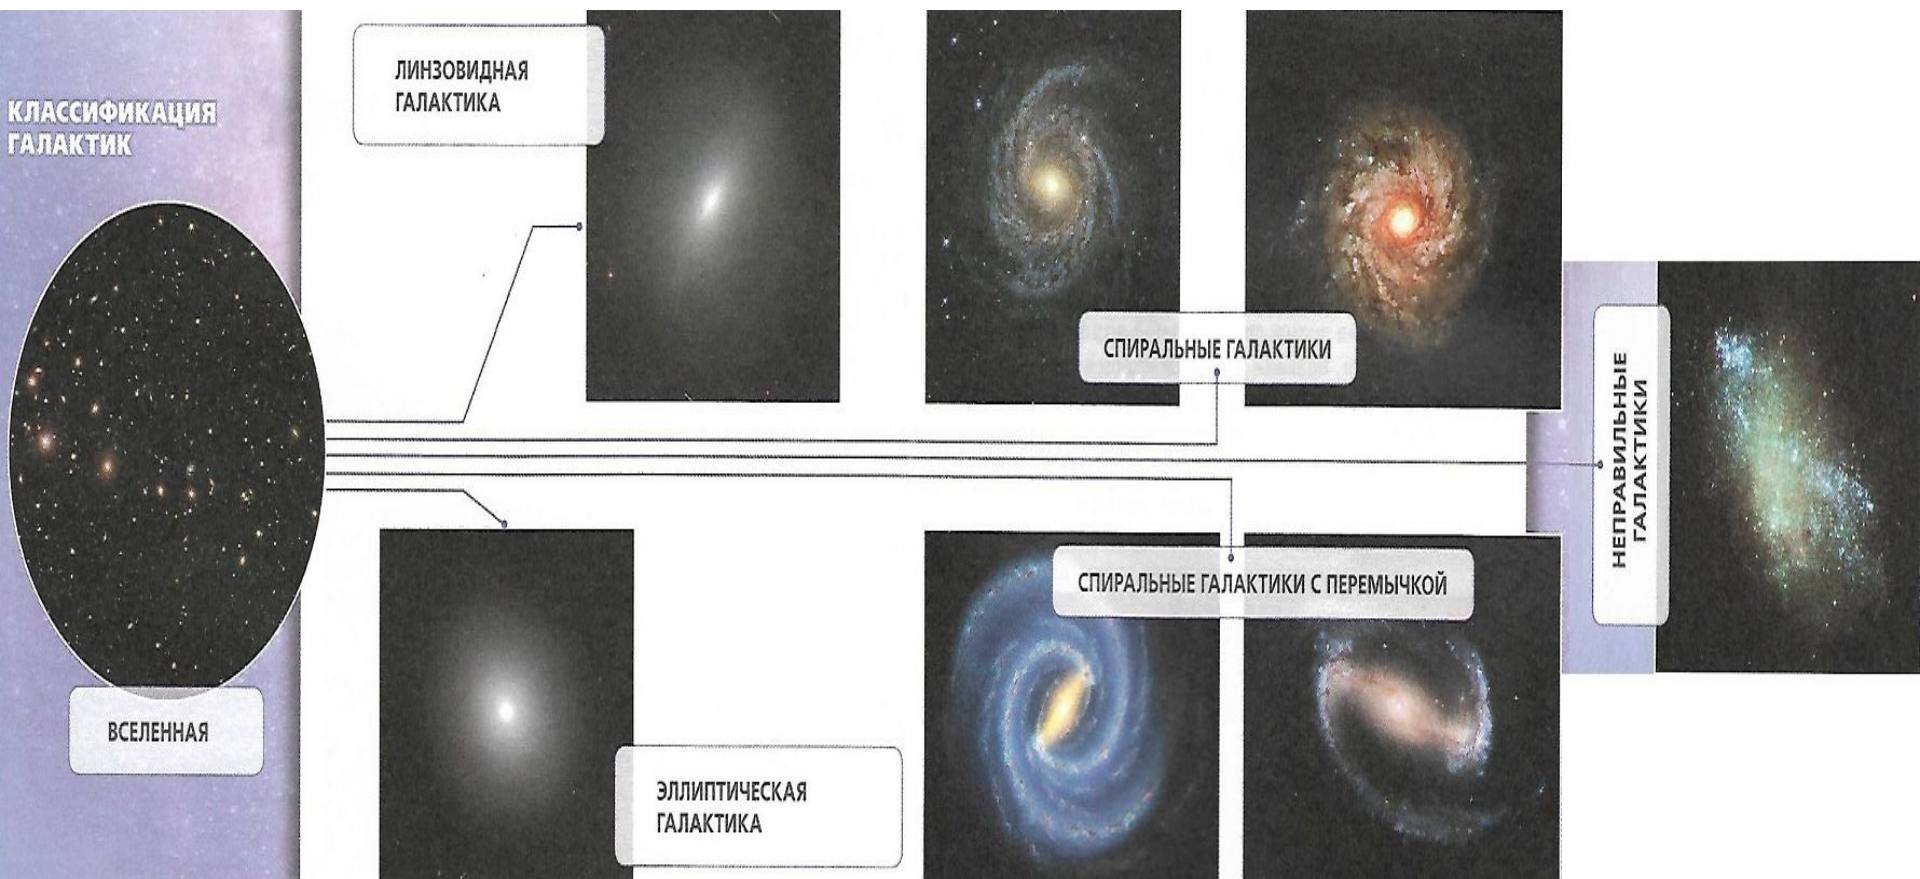 КЛАССИФИКАЦИЯ
ГАЛАКТИК
ВСЕЛЕННАЯ
ЛИНЗОВИДНАЯ
ГАЛАКТИКА
ЭЛЛИПТИЧЕСКАЯ
ГАЛАКТИКА
СПИРАЛЬНЫЕ ГАЛАКТИКИ
СПИРАЛЬНЫЕ ГАЛАКТИКИ С ПЕРЕМЫЧКОЙ
НЕПРАВИЛЬНЫЕ
ГАЛАКТИКИ